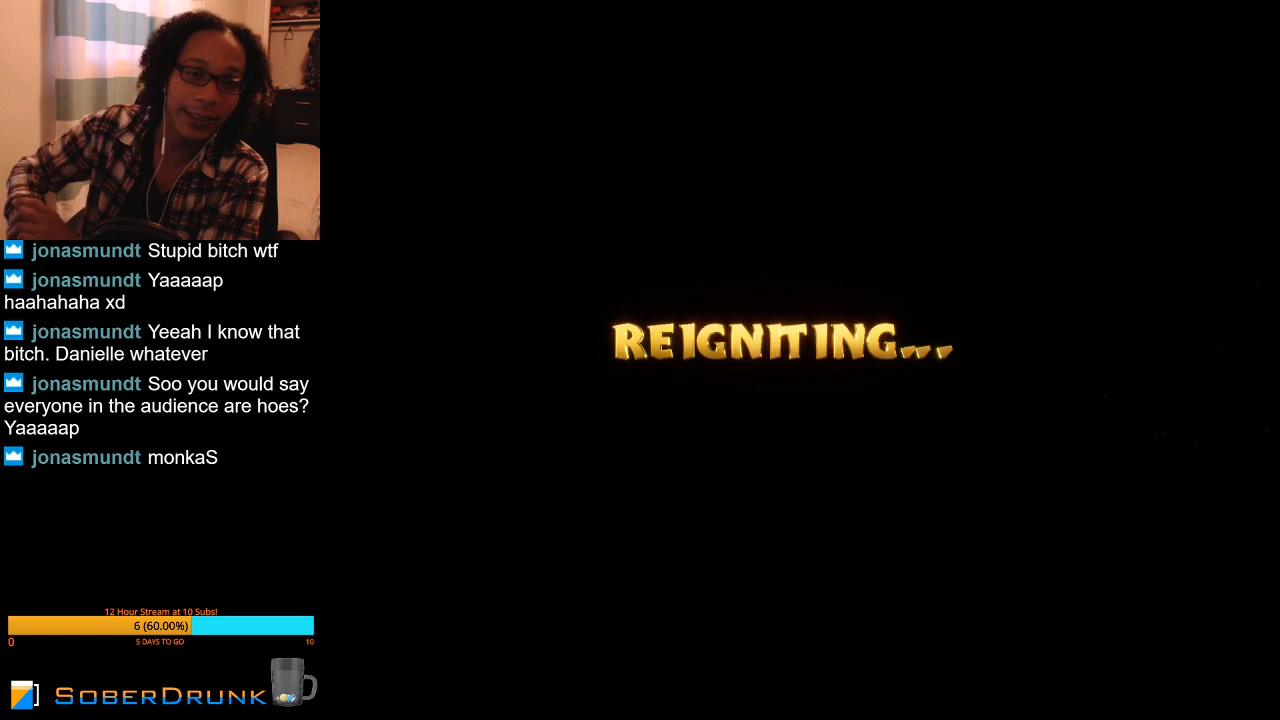 jonasmundt Stupid bitch wtf
jonasmundt Yaaaaap
haahahaha xd
jonasmundt Yeeah I know that
bitch. Danielle whatever
jonasmundt Soo you would say
everyone in the audience are hoes?
Yaaaaap
jonasmundt monkaS
REIGNITING...
12 Hour Stream at 10 Subs!
6 (60.00%)
0 5 DAYS TO GO 10
SOBERDRUNK